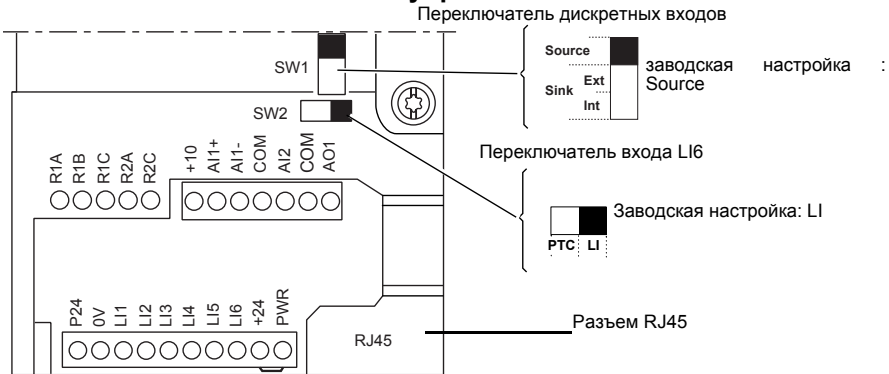 Переключатель дискретных входов
SW1
Source
Sink
Ext
Int
заводская настройка :
Source
SW2
Переключатель входа LI6
R1A
R1B
R1C
R2A
R2C
+10
AI1+
AI1-
COM
AI2
COM
AO1
Заводская настройка: LI
PTC LI
P24
0V
LI1
LI2
LI3
LI4
LI5
LI6
+24
PWR
RJ45
Разъем RJ45